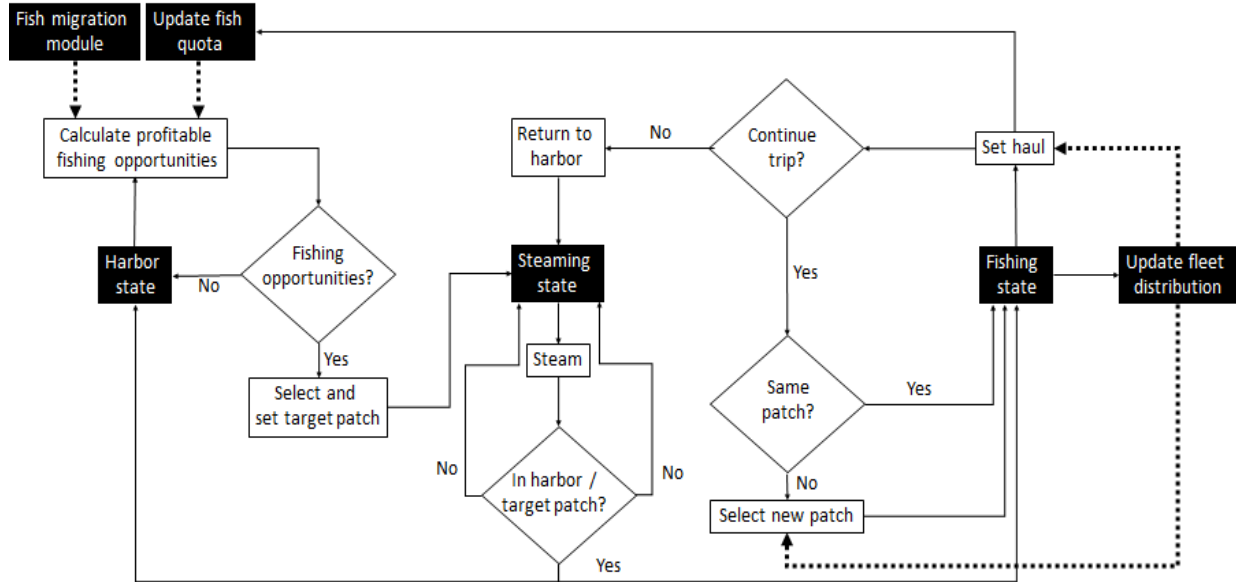 Fish migration
module
Update fish
quota
Calculate profitable
fishing opportunities
Return to
harbor
No
Continue
trip?
Set haul
Harbor
state
No
Fishing
opportunities?
Steaming
state
Yes
Fishing
state
Update fleet
distribution
Yes
Steam
Select and
set target patch
Same
patch?
Yes
No
In harbor /
target patch?
No
No
Select new patch
Yes